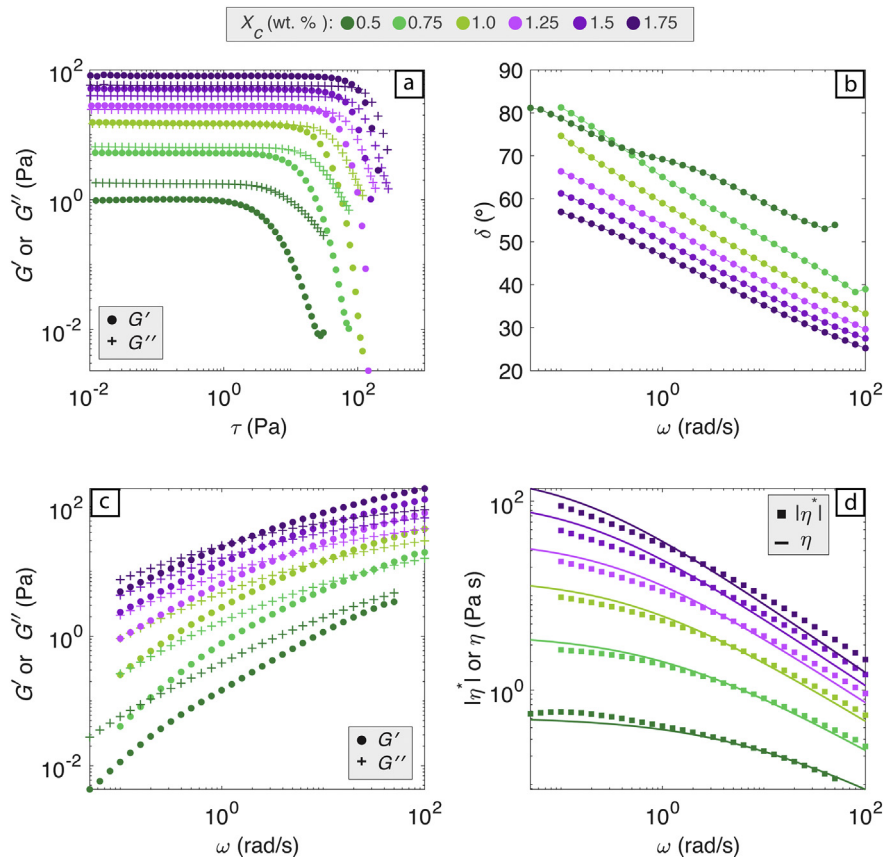 X_c (wt. % ): 0.5 0.75 1.0 1.25 1.5 1.75
a
G′ or G″ (Pa)
10^2
10^0
10^-2
G′
G″
10^-2 10^0 10^2
τ (Pa)
b
δ (º)
90
80
70
60
50
40
30
20
10^0 10^2
ω (rad/s)
c
G′ or G″ (Pa)
10^2
10^0
10^-2
G′
G″
10^0 10^2
ω (rad/s)
d
|η*| or η (Pa s)
10^2
10^0
|η*|
η
10^0 10^2
ω (rad/s)